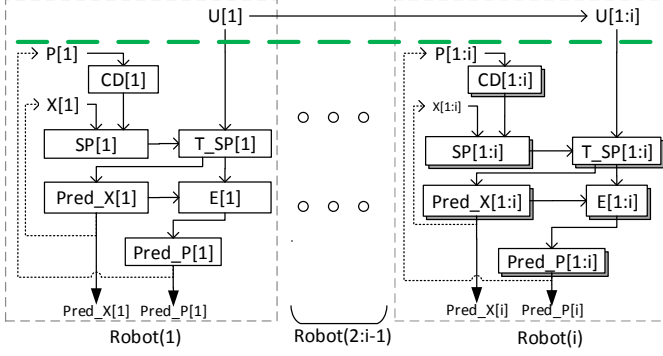 U[1]
U[1:i]
P[1]
P[1:i]
CD[1]
CD[1:i]
X[1]
X[1:i]
SP[1]
T_SP[1]
SP[1:i]
T_SP[1:i]
Pred_X[1]
E[1]
Pred_X[1:i]
E[1:i]
Pred_P[1]
Pred_P[1:i]
Pred_X[1]
Pred_P[1]
Pred_X[i]
Pred_P[i]
Robot(1)
Robot(2:i-1)
Robot(i)